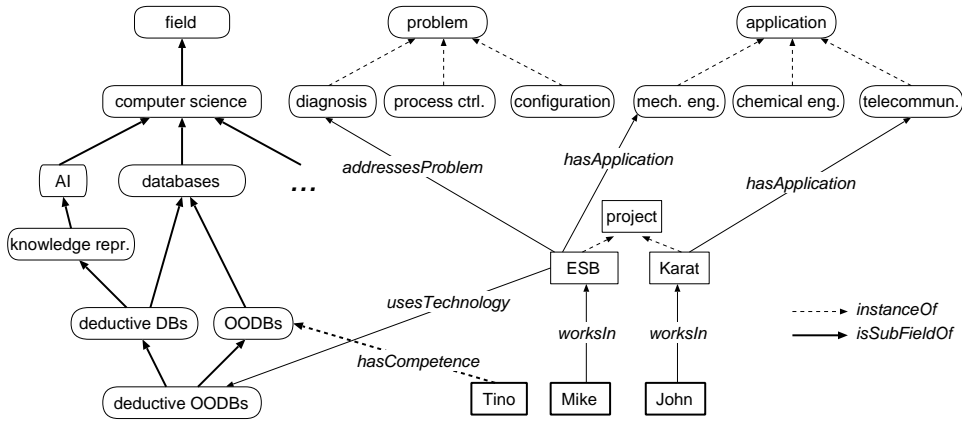 field
problem
application
computer science
diagnosis
process ctrl.
configuration
mech. eng.
chemical eng.
telecommun.
addressesProblem
hasApplication
hasApplication
AI
databases
...
project
knowledge repr.
ESB
Karat
usesTechnology
deductive DBs
OODBs
instanceOf
isSubFieldOf
worksIn
worksIn
hasCompetence
deductive OODBs
Tino
Mike
John